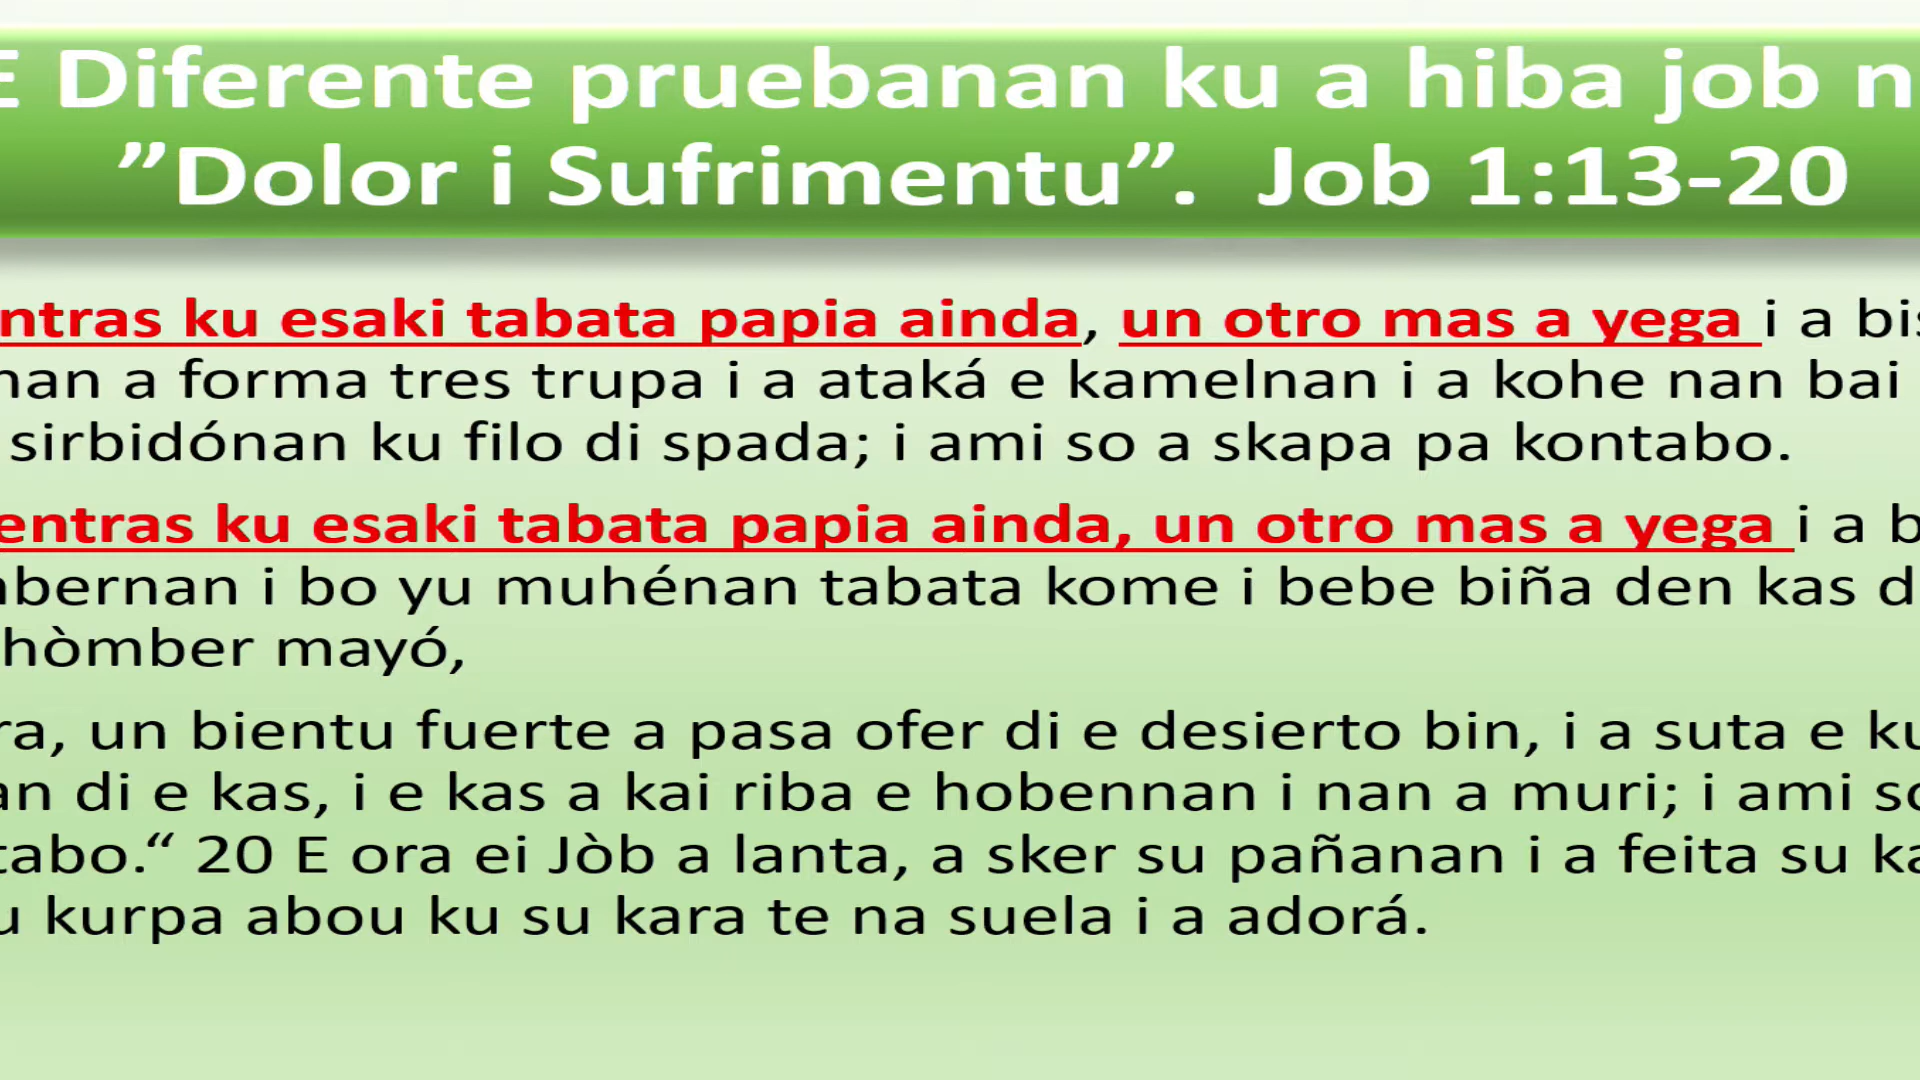 E Diferente pruebanan ku a hiba job n
”Dolor i Sufrimentu”. Job 1:13-20
ntras ku esaki tabata papia ainda, un otro mas a yega i a bis
nan a forma tres trupa i a ataká e kamelnan i a kohe nan bai
sirbidónan ku filo di spada; i ami so a skapa pa kontabo.
entras ku esaki tabata papia ainda, un otro mas a yega i a b
bernan i bo yu muhénan tabata kome i bebe biña den kas d
hòmber mayó,
ra, un bientu fuerte a pasa ofer di e desierto bin, i a suta e ku
an di e kas, i e kas a kai riba e hobennan i nan a muri; i ami so
tabo.“ 20 E ora ei Jòb a lanta, a sker su pañanan i a feita su ka
u kurpa abou ku su kara te na suela i a adorá.